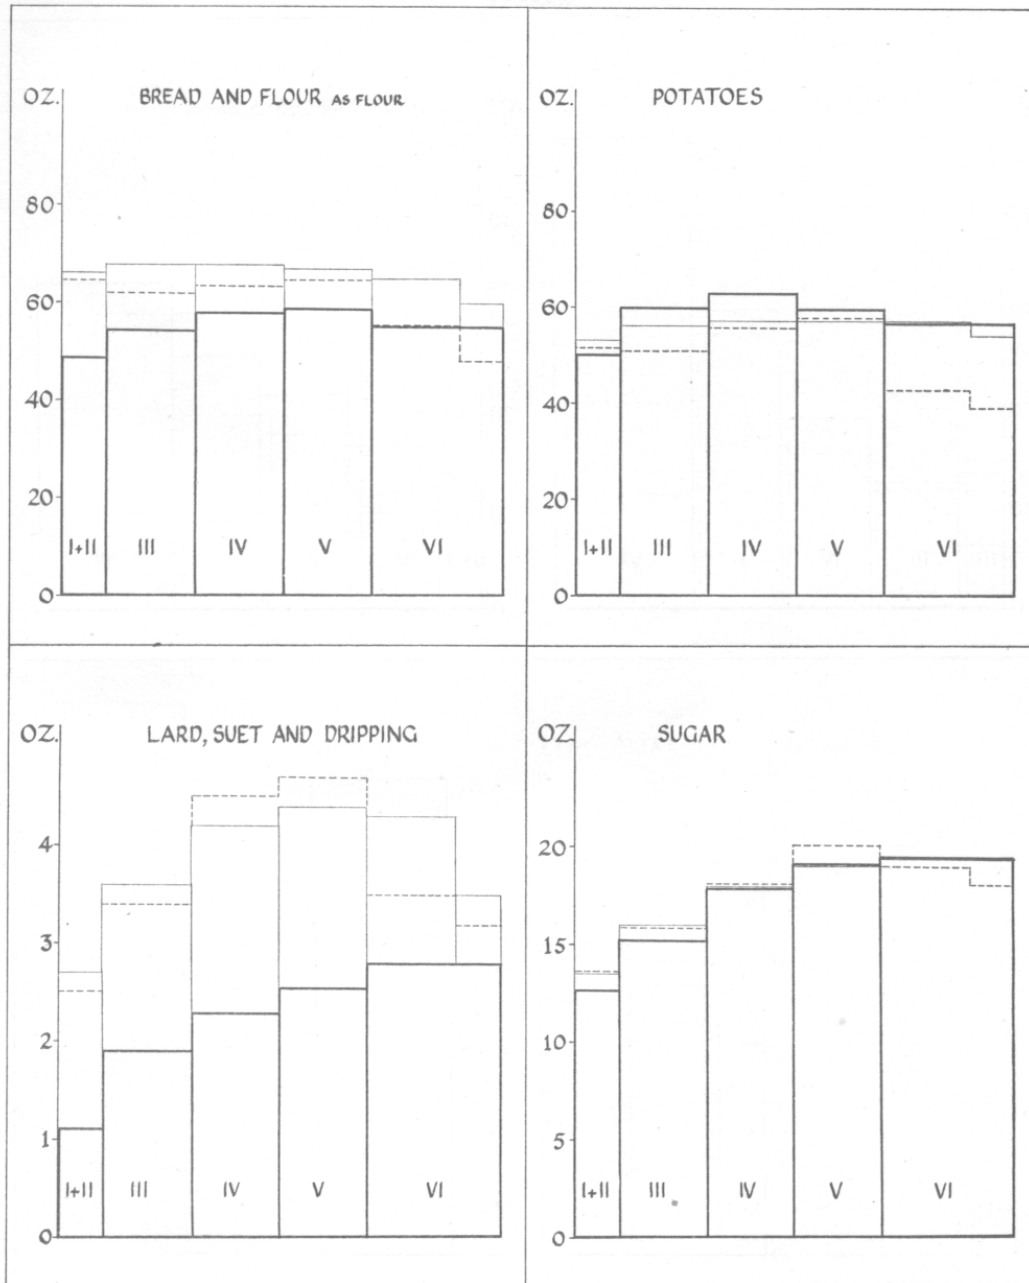 OZ. BREAD AND FLOUR AS FLOUR
80
60
40
20
0
I+II III IV V VI
OZ. POTATOES
80
60
40
20
0
I+II III IV V VI
OZ. LARD, SUET AND DRIPPING
4
3
2
1
0
I+II III IV V VI
OZ. SUGAR
20
15
10
5
0
I+II III IV V VI